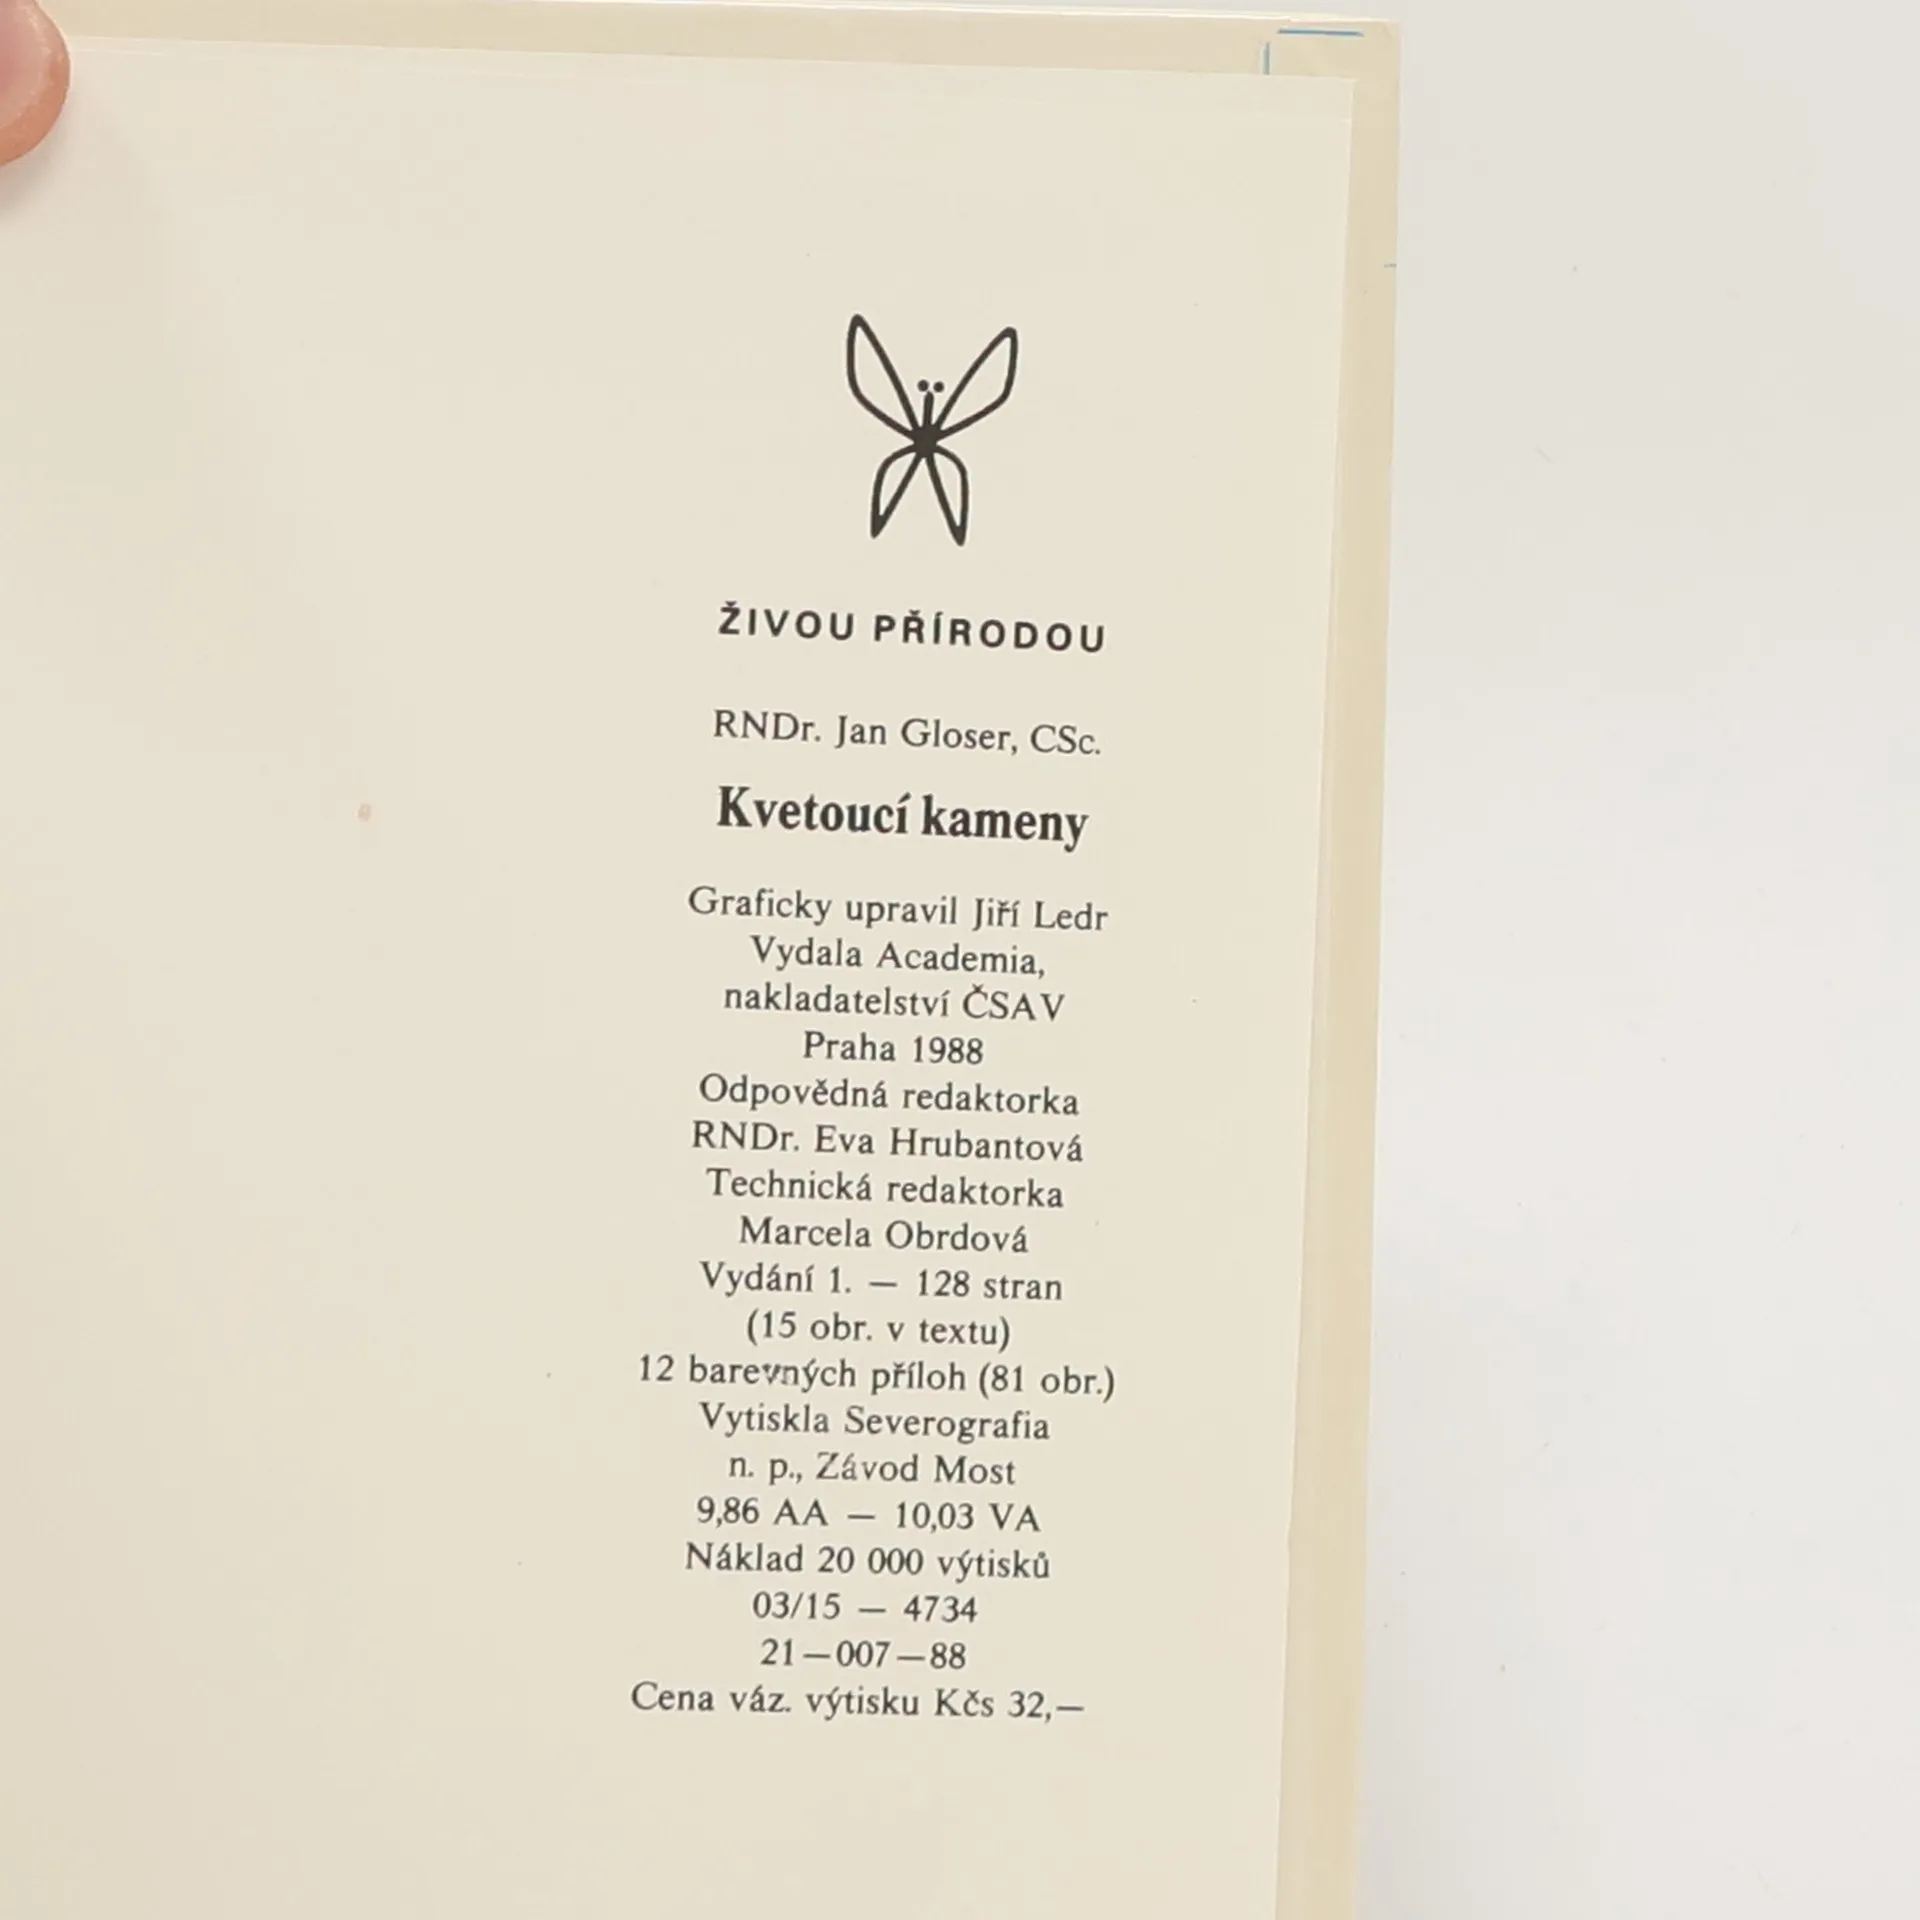 ŽIVOU PŘÍRODOU
RNDr. Jan Gloser, CSc.
Kvetoucí kameny
Graficky upravil Jiří Ledr
Vydala Academia,
nakladatelství ČSAV
Praha 1988
Odpovědná redaktorka
RNDr. Eva Hrubantová
Technická redaktorka
Marcela Obrdová
Vydání 1. — 128 stran
(15 obr. v textu)
12 barevných příloh (81 obr.)
Vytiskla Severografia
n. p., Závod Most
9,86 AA — 10,03 VA
Náklad 20 000 výtisků
03/15 — 4734
21—007—88
Cena váz. výtisku Kčs 32,—